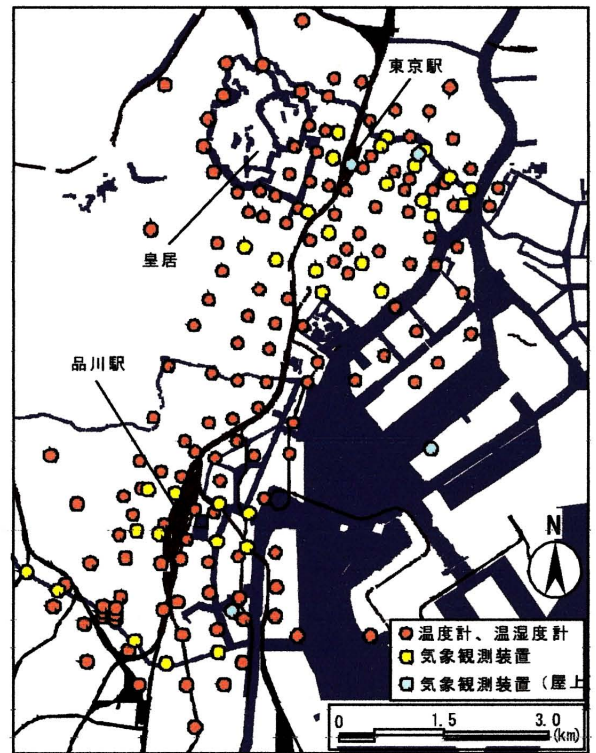 東京駅
皇居
品川駅
N
温度計、温湿度計
気象観測装置
気象観測装置（屋上
0 1.5 3.0
(km)